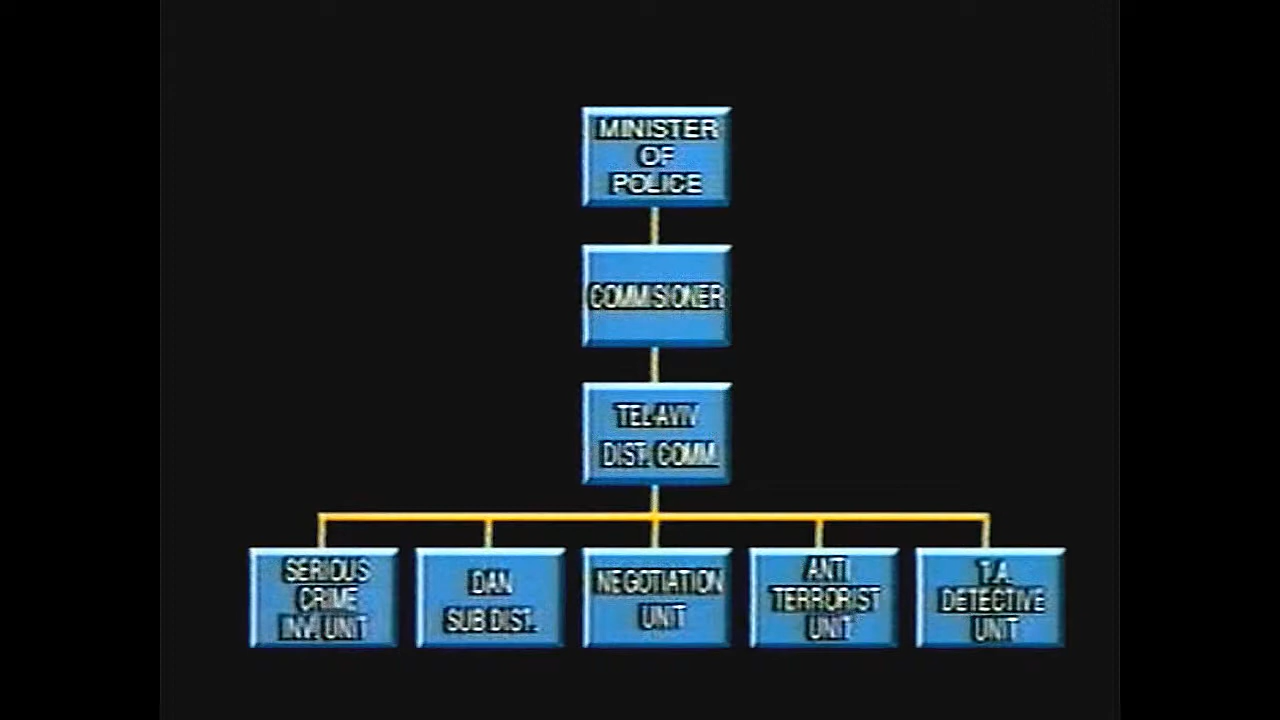 MINISTER
OF
POLICE
COMMISIONER
TEL-AVIV
DIST. COMM.
SERIOUS
CRIME
INV. UNIT
DAN
SUB DIST.
NEGOTIATION
UNIT
ANTI
TERRORIST
UNIT
T.A.
DETECTIVE
UNIT